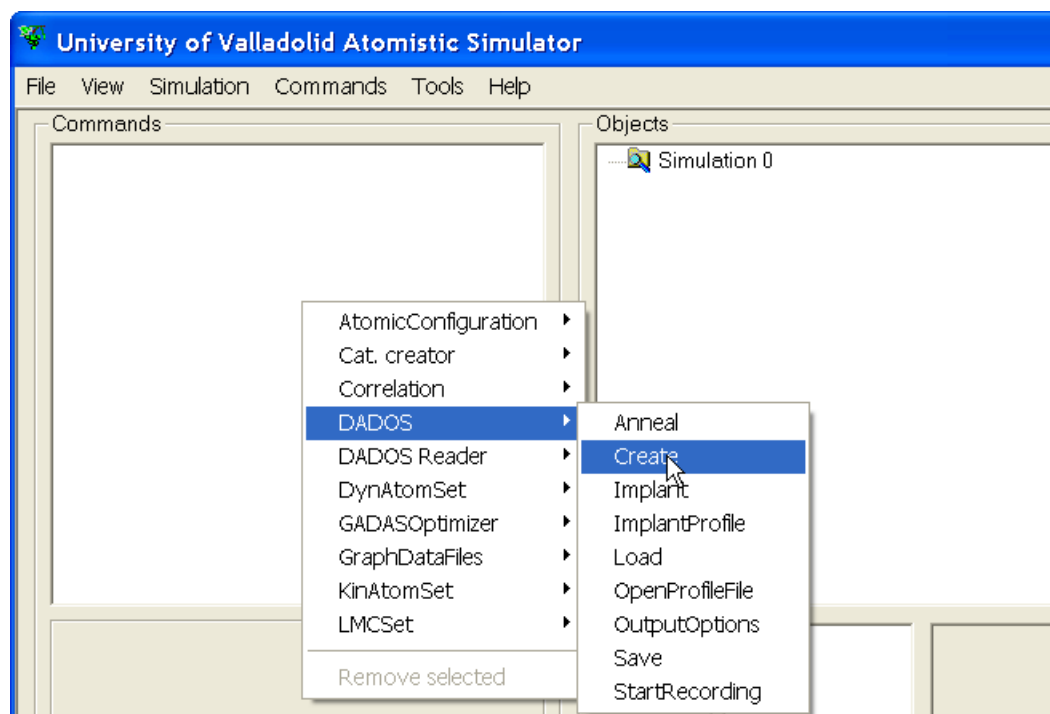 University of Valladolid Atomistic Simulator
File View Simulation Commands Tools Help
Commands
Objects
Simulation 0
AtomicConfiguration
Cat. creator
Correlation
DADOS
DADOS Reader
DynAtomSet
GADASOptimizer
GraphDataFiles
KinAtomSet
LMCSet
Remove selected
Anneal
Create
Implant
ImplantProfile
Load
OpenProfileFile
OutputOptions
Save
StartRecording